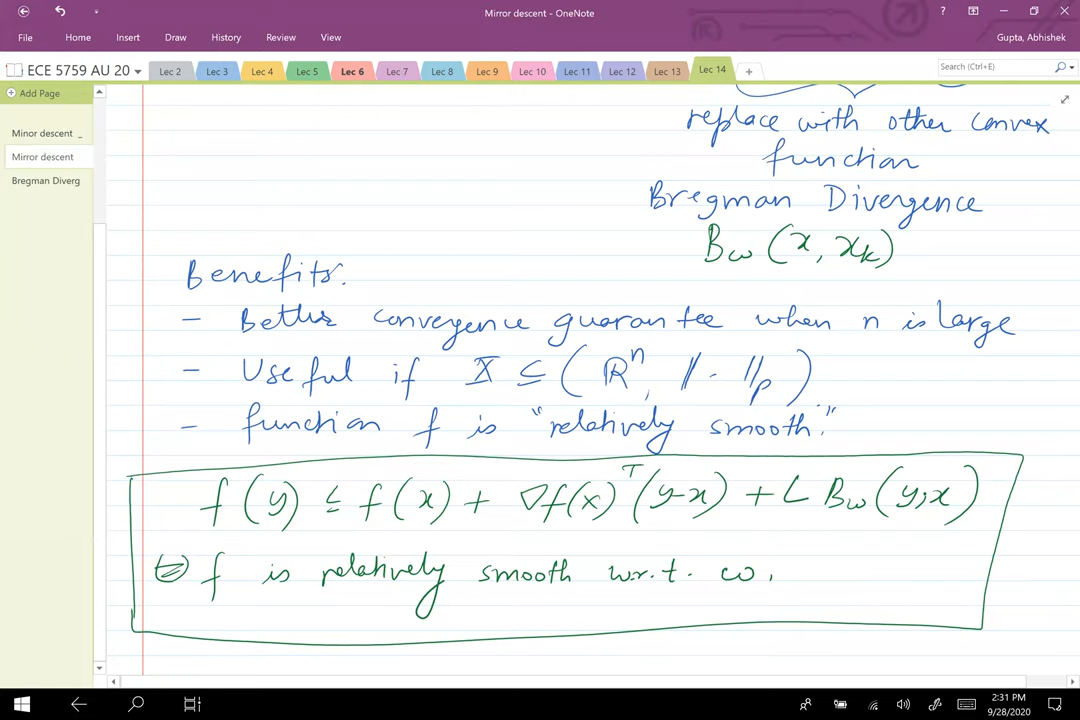 Mirror descent - OneNote
Gupta, Abhishek
File Home Insert Draw History Review View
ECE 5759 AU 20
Lec 2 Lec 3 Lec 4 Lec 5 Lec 6 Lec 7 Lec 8 Lec 9 Lec 10 Lec 11 Lec 12 Lec 13 Lec 14 +
Search (Ctrl+E)
Add Page
Minor descent _
Mirror descent
Bregman Diverg
replace with other convex
function
Bregman Divergence
Bω (x, xk)
Benefits.
- Better convergence guarantee when n is large
- Useful if X ⊆ (ℝⁿ, ‖·‖p)
- function f is "relatively smooth."
f(y) ≤ f(x) + ∇f(x)ᵀ(y-x) + L Bω(y,x)
f is relatively smooth w.r.t. ω.
2:31 PM
9/28/2020